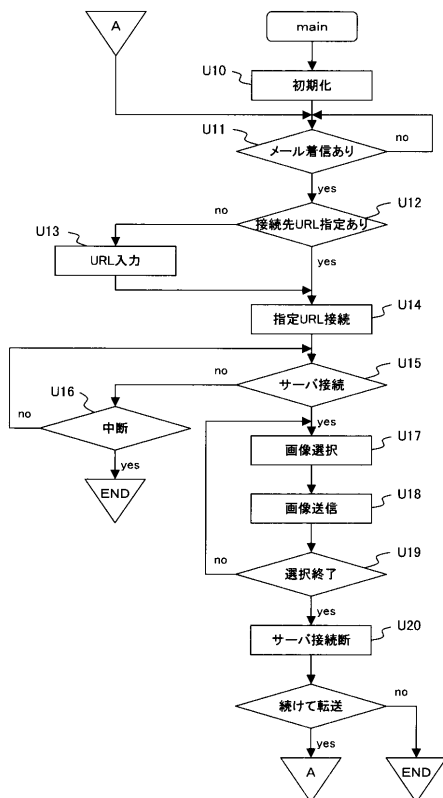 A
main
U10
初期化
U11
メール着信あり
no
yes
U12
接続先URL指定あり
no
yes
U13
URL入力
U14
指定URL接続
U15
サーバ接続
no
yes
U16
中断
no
yes
END
U17
画像選択
U18
画像送信
U19
選択終了
no
yes
U20
サーバ接続断
続けて転送
no
yes
A
END